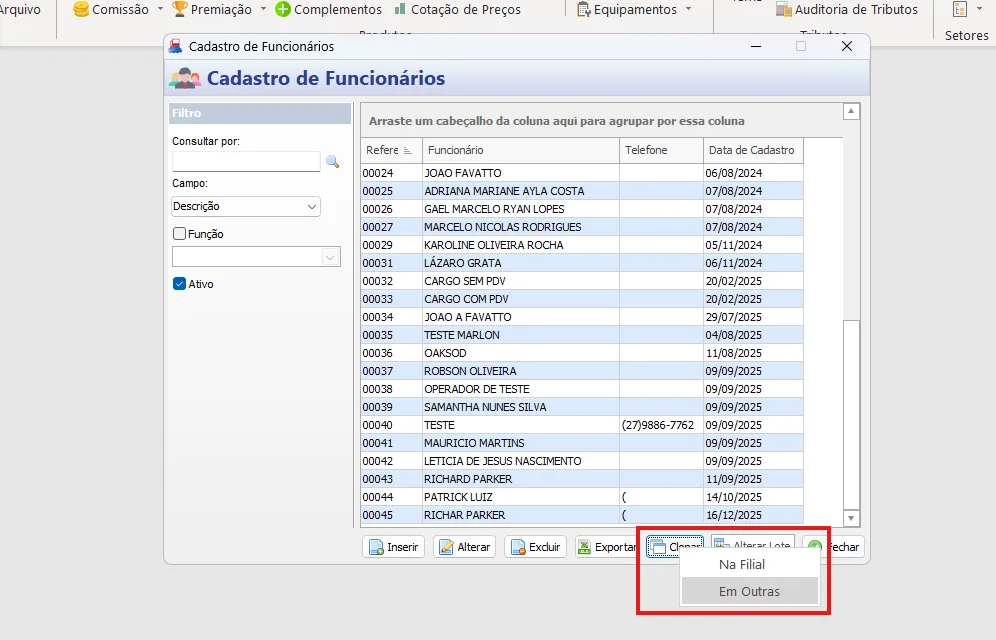 Arquivo
Comissão
Premiação
Complementos
Cotação de Preços
Equipamentos
Auditoria de Tributos
Setores
Cadastro de Funcionários
Cadastro de Funcionários
Filtro
Consultar por:
Campo:
Descrição
Função
Ativo
Arraste um cabeçalho da coluna aqui para agrupar por essa coluna
Refere Funcionário Telefone Data de Cadastro
00024 JOAO FAVATTO 06/08/2024
00025 ADRIANA MARIANE AYLA COSTA 07/08/2024
00026 GAEL MARCELO RYAN LOPES 07/08/2024
00027 MARCELO NICOLAS RODRIGUES 07/08/2024
00029 KAROLINE OLIVEIRA ROCHA 05/11/2024
00031 LÁZARO GRATA 06/11/2024
00032 CARGO SEM PDV 20/02/2025
00033 CARGO COM PDV 20/02/2025
00034 JOAO A FAVATTO 29/07/2025
00035 TESTE MARLON 04/08/2025
00036 OAKSOD 11/08/2025
00037 ROBSON OLIVEIRA 09/09/2025
00038 OPERADOR DE TESTE 09/09/2025
00039 SAMANTHA NUNES SILVA 09/09/2025
00040 TESTE (27)9886-7762 09/09/2025
00041 MAURICIO MARTINS 09/09/2025
00042 LETICIA DE JESUS NASCIMENTO 09/09/2025
00043 RICHARD PARKER 11/09/2025
00044 PATRICK LUIZ ( 14/10/2025
00045 RICHAR PARKER ( 16/12/2025
Inserir Alterar Excluir Exportar Clonar Alterar Lote Fechar
Na Filial
Em Outras